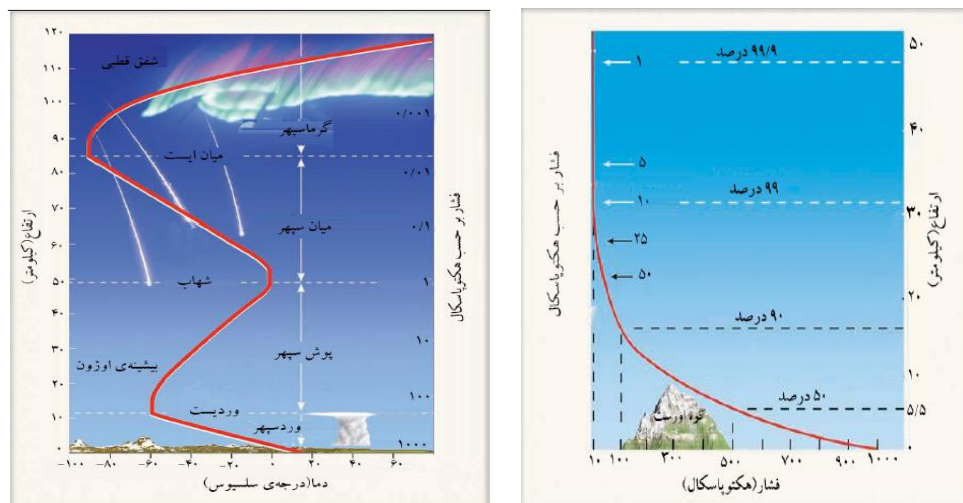 ۱۲۰
۱۱۰
۱۰۰
۹۰
۸۰
۷۰
۶۰
۵۰
۴۰
۳۰
۲۰
۱۰
۰
ارتفاع(کیلومتر)
شفق قطبی
گرماسپهر
میان ایست
میان سپهر
شهاب
پوش سپهر
بیشینه‌ی اوزون
وردایست
وردسپهر
۰/۰۰۱
۰/۰۱
۰/۱
۱
۱۰
۱۰۰
۱۰۰۰
فشار بر حسب هکتوپاسکال
−۱۰۰ −۸۰ −۶۰ −۴۰ −۲۰ ۰ ۲۰ ۴۰ ۶۰
دما(درجه‌ی سلسیوس)
فشار بر حسب هکتوپاسکال
۱
۹۹/۹ درصد
۵
۱۰
۹۹ درصد
۲۵
۵۰
۹۰ درصد
۵۰ درصد
کوه اورست
۵۰
۴۰
۳۰
۲۰
۱۰
۵/۵
۰
ارتفاع (کیلومتر)
۱۰ ۱۰۰ ۳۰۰ ۵۰۰ ۷۰۰ ۹۰۰ ۱۰۰۰
فشار(هکتوپاسکال)